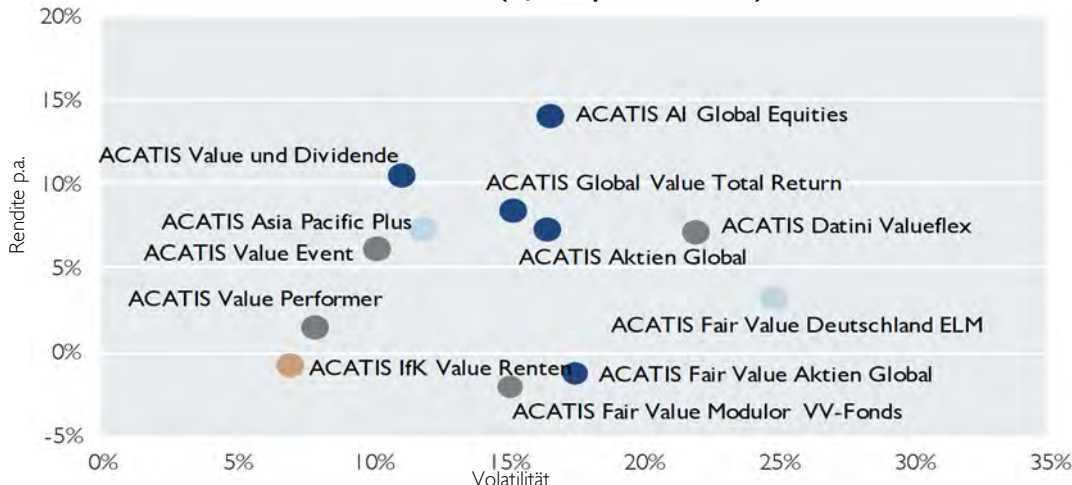 20%
15%
10%
5%
0%
-5%
Rendite p.a.
ACATIS AI Global Equities
ACATIS Value und Dividende
ACATIS Global Value Total Return
ACATIS Asia Pacific Plus
ACATIS Datini Valueflex
ACATIS Value Event
ACATIS Aktien Global
ACATIS Value Performer
ACATIS Fair Value Deutschland ELM
ACATIS IfK Value Renten
ACATIS Fair Value Aktien Global
ACATIS Fair Value Modulor VV-Fonds
0% 5% 10% 15% 20% 25% 30% 35%
Volatilität